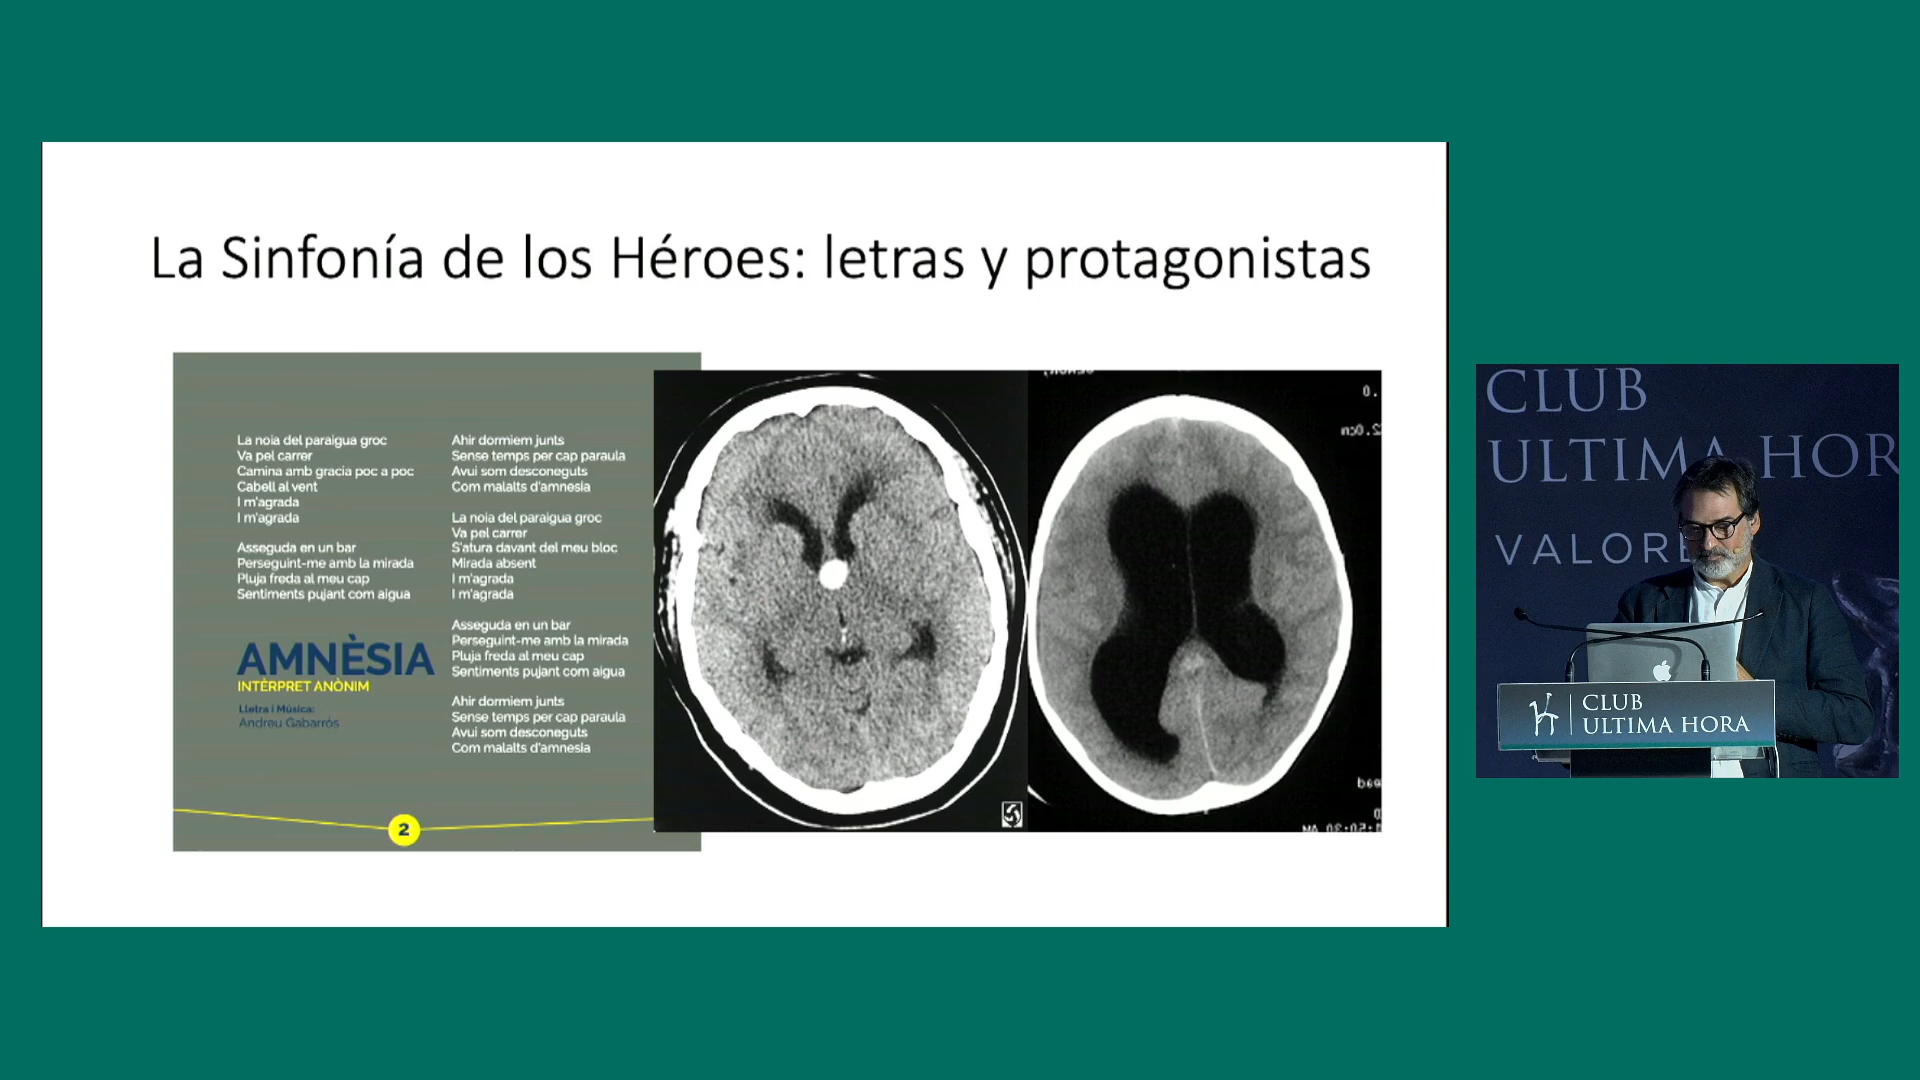 La Sinfonía de los Héroes: letras y protagonistas
La noia del paraigua groc
Va pel carrer
Camina amb gracia poc a poc
Cabell al vent
I m'agrada
I m'agrada
Asseguda en un bar
Perseguint-me amb la mirada
Pluja freda al meu cap
Sentiments pujant com aigua
AMNÈSIA
INTÈRPRET ANÒNIM
Lletra i Música:
Andreu Gabarrós
Ahir dormiem junts
Sense temps per cap paraula
Avui som desconeguts
Com malalts d'amnesia
La noia del paraigua groc
Va pel carrer
S'atura davant del meu bloc
Mirada absent
I m'agrada
I m'agrada
Asseguda en un bar
Perseguint-me amb la mirada
Pluja freda al meu cap
Sentiments pujant com aigua
Ahir dormiem junts
Sense temps per cap paraula
Avui som desconeguts
Com malalts d'amnesia
2
CLUB
ULTIMA HOR
VALORE
CLUB
ULTIMA HORA